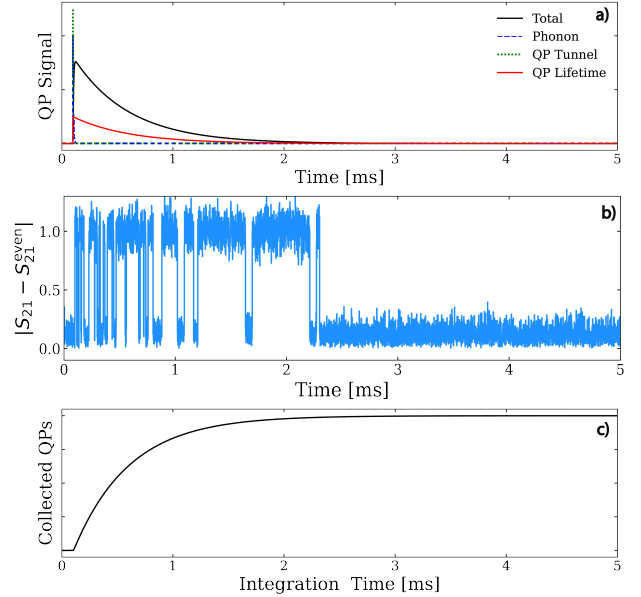 a)
Total
Phonon
QP Tunnel
QP Lifetime
QP Signal
0 1 2 3 4 5
Time [ms]
b)
|S21 − S21^even|
1.0
0.5
0.0
0 1 2 3 4 5
Time [ms]
c)
Collected QPs
0 1 2 3 4 5
Integration Time [ms]